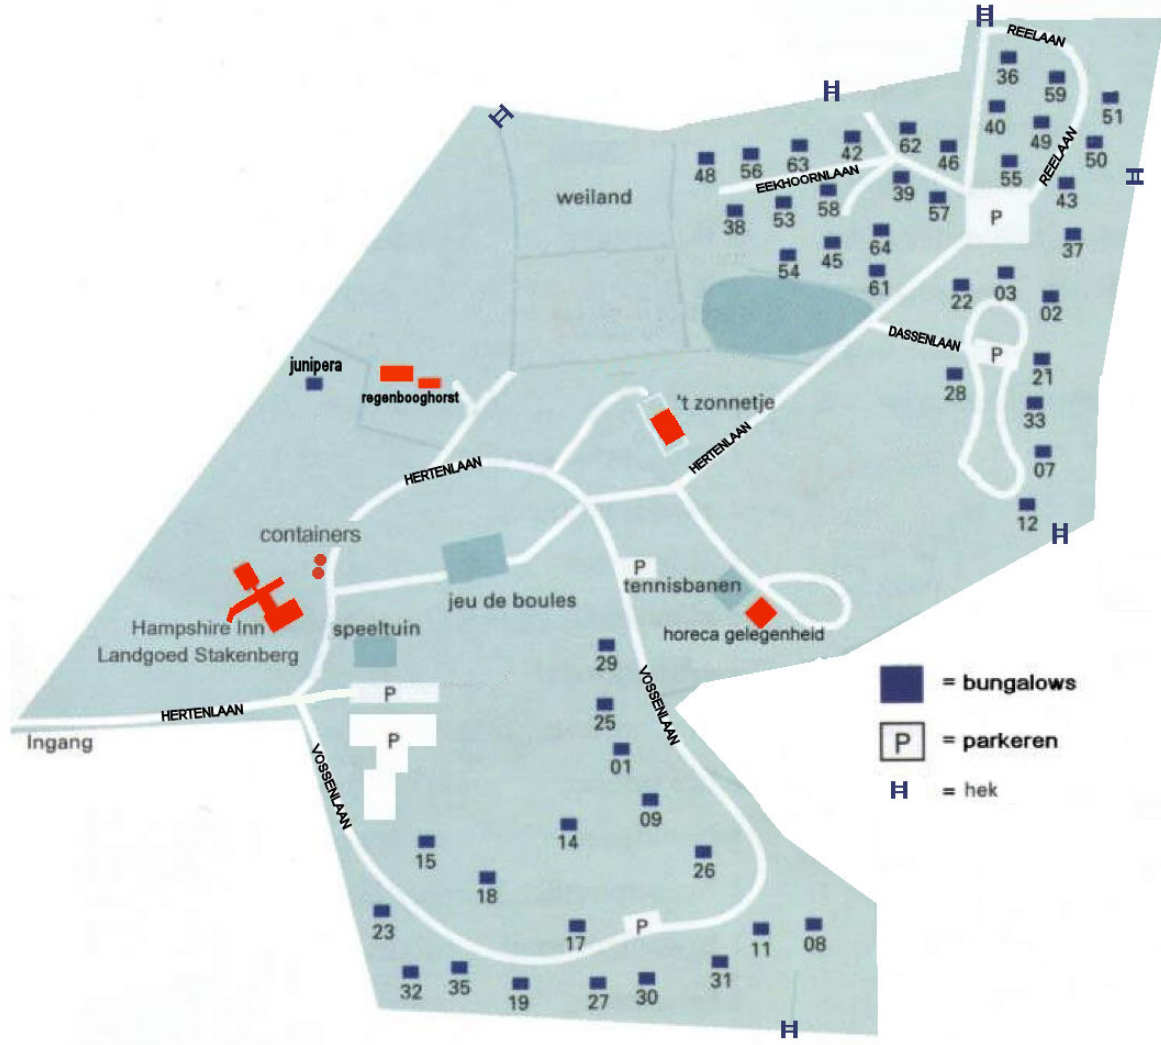 REELAAN
36
59
51
40
49
50
REELAAN
42
62
46
55
63
56
48
43
EEKHOORNLAAN
39
57
P
weiland
58
53
38
37
64
45
54
61
22
03
02
DASSENLAAN
P
21
28
junipera
regenbooghorst
't zonnetje
33
HERTENLAAN
07
HERTENLAAN
12
containers
P
tennisbanen
jeu de boules
Hampshire Inn
Landgoed Stakenberg
speeltuin
horeca gelegenheid
29
VOSSENLAAN
= bungalows
P
HERTENLAAN
25
Ingang
P
P = parkeren
01
VOSSENLAAN
= hek
09
14
15
26
18
23
17
P
11
08
31
32
35
19
27
30